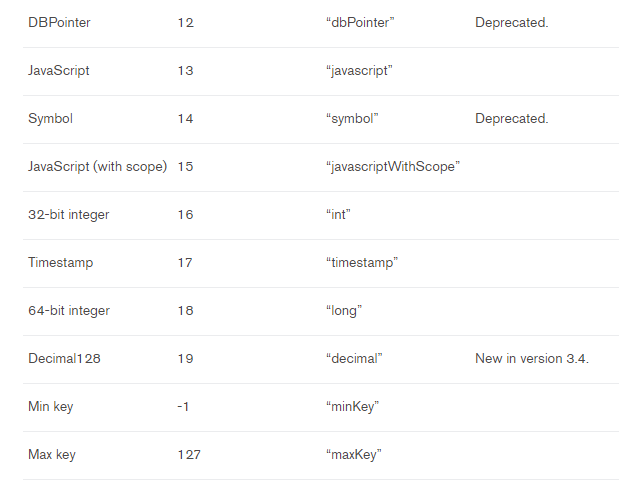 DBPointer 12 “dbPointer” Deprecated.
JavaScript 13 “javascript”
Symbol 14 “symbol” Deprecated.
JavaScript (with scope) 15 “javascriptWithScope”
32-bit integer 16 “int”
Timestamp 17 “timestamp”
64-bit integer 18 “long”
Decimal128 19 “decimal” New in version 3.4.
Min key -1 “minKey”
Max key 127 “maxKey”